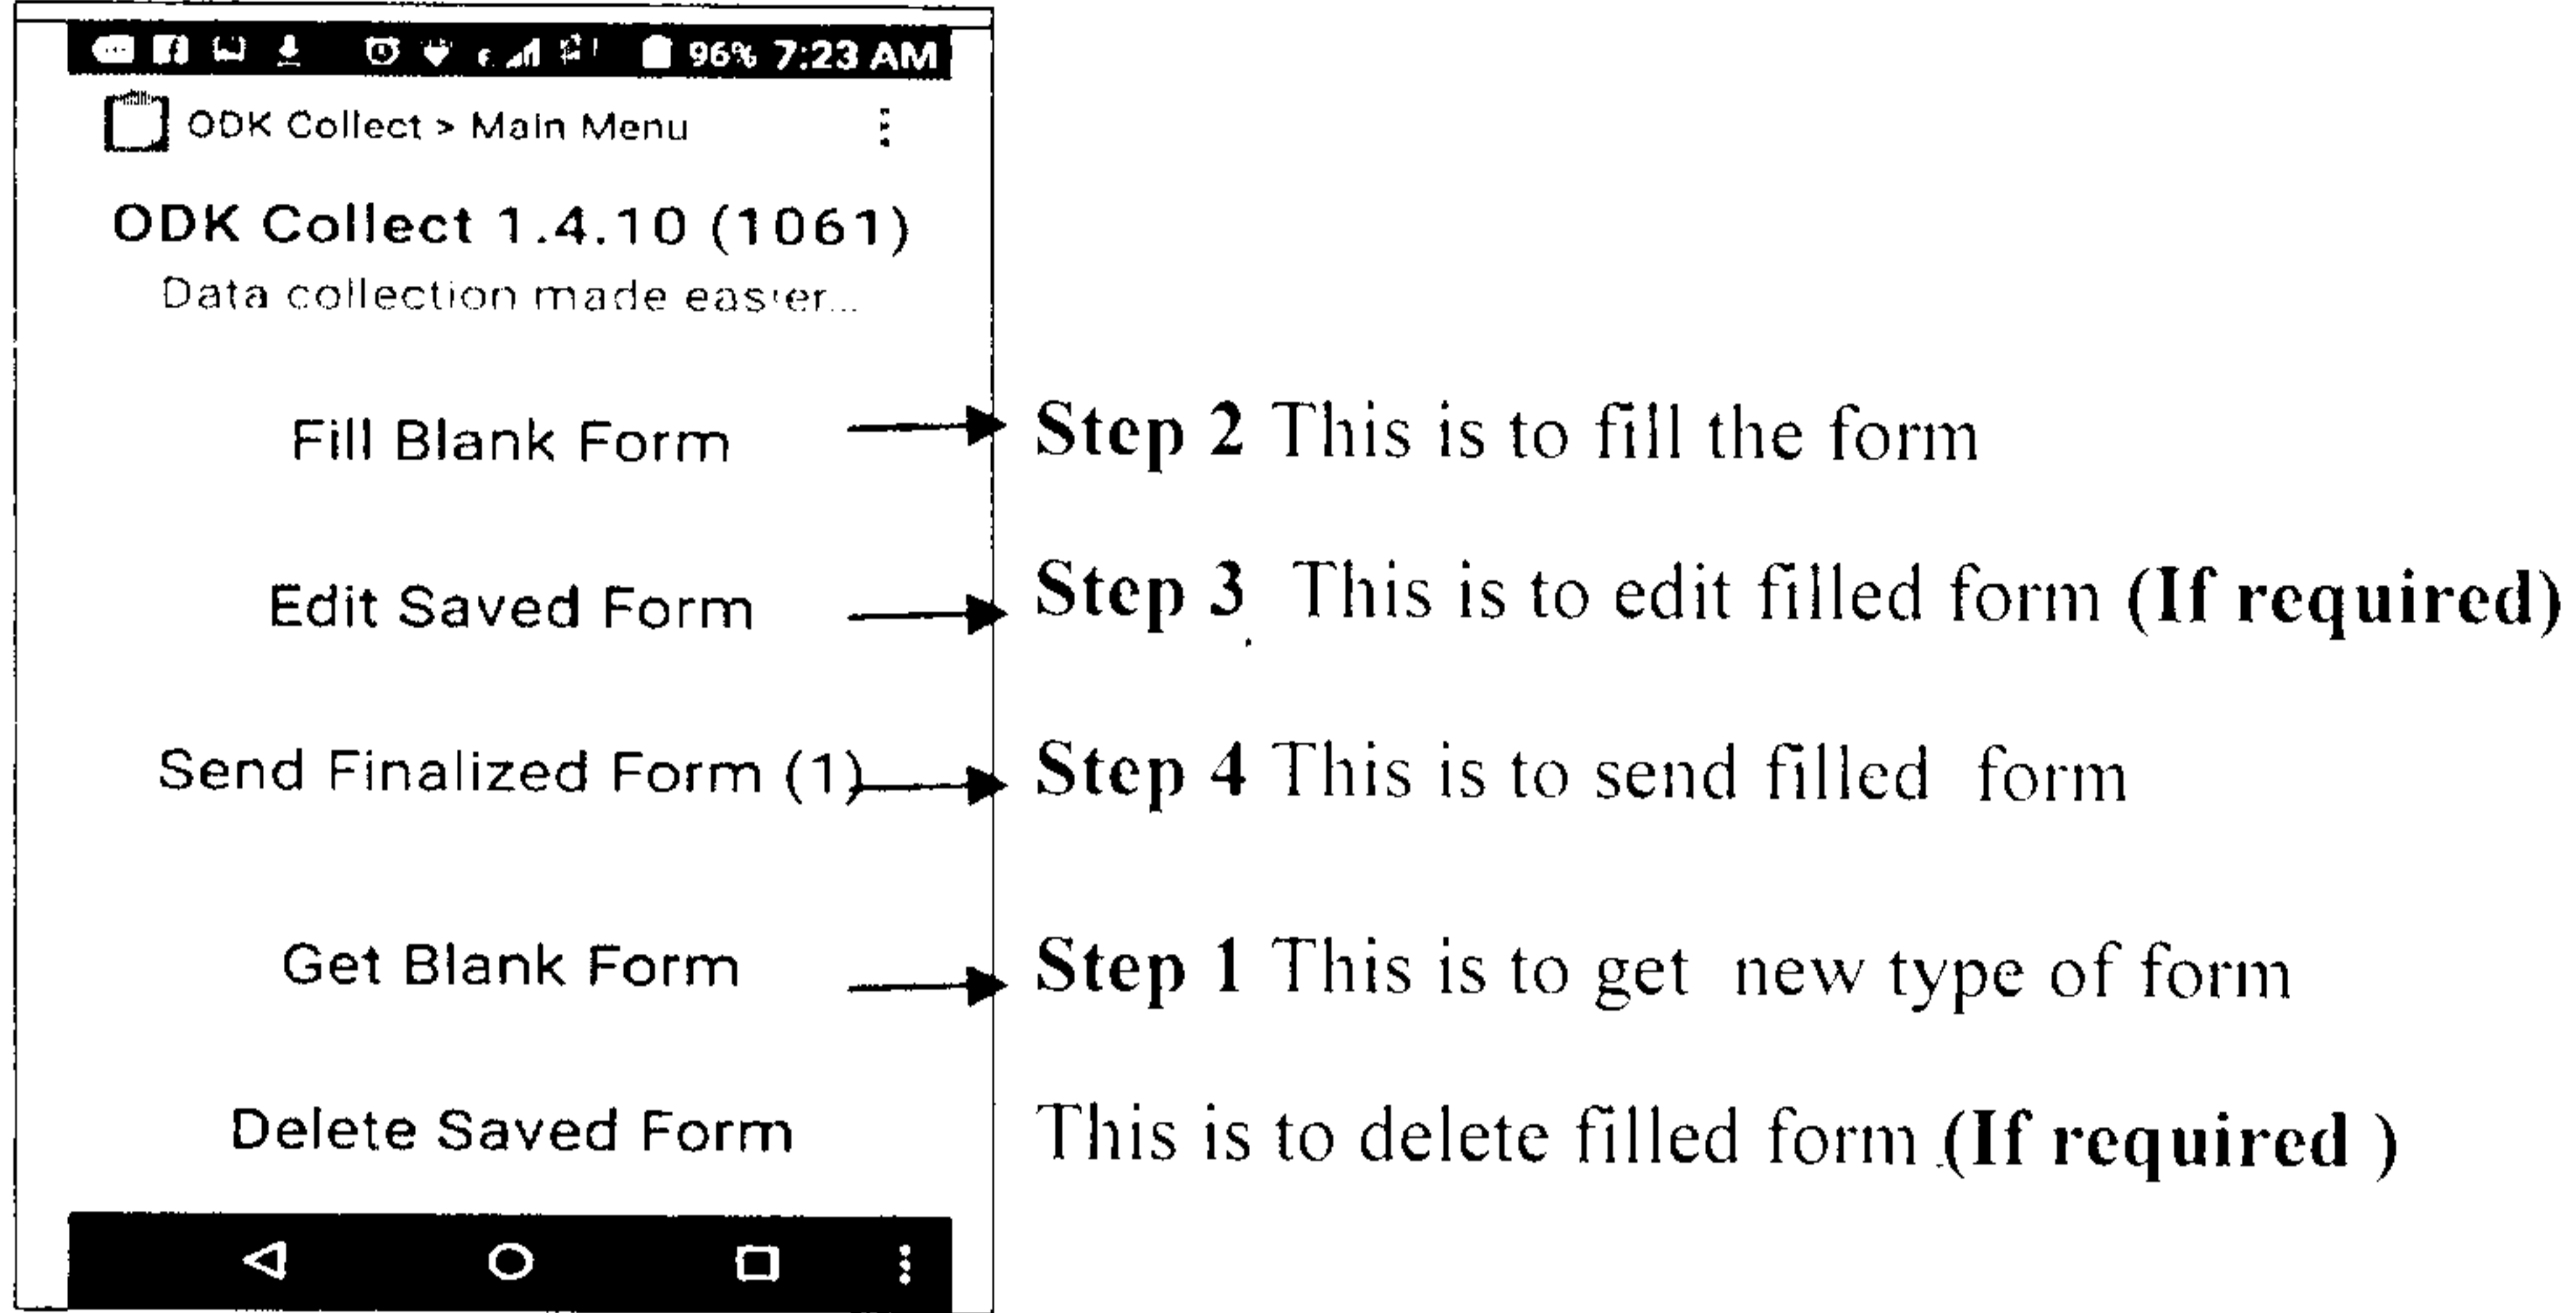 96% 7:23 AM
ODK Collect > Main Menu
ODK Collect 1.4.10 (1061)
Data collection made easier...
Fill Blank Form
Step 2 This is to fill the form
Edit Saved Form
Step 3 This is to edit filled form (If required)
Send Finalized Form (1)
Step 4 This is to send filled form
Get Blank Form
Step 1 This is to get new type of form
Delete Saved Form
This is to delete filled form (If required )